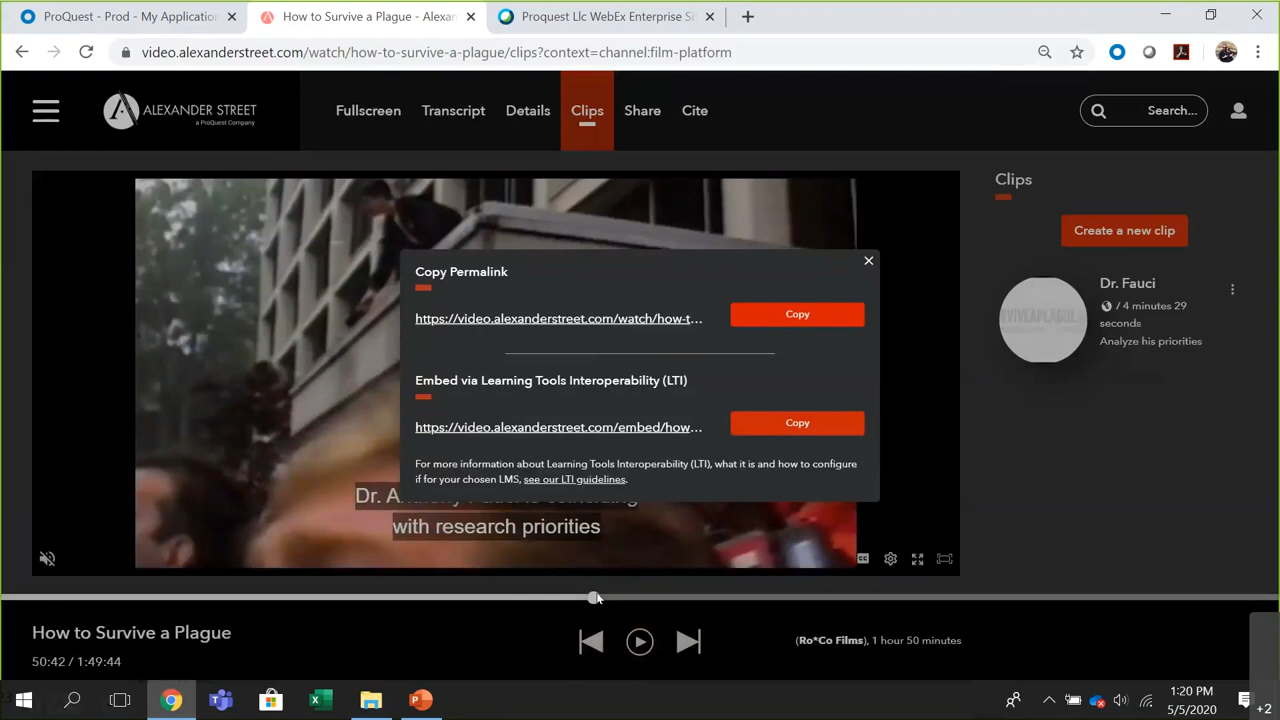 ProQuest - Prod - My Application
How to Survive a Plague - Alexan
Proquest Llc WebEx Enterprise Si
video.alexanderstreet.com/watch/how-to-survive-a-plague/clips?context=channel:film-platform
ALEXANDER STREET
a ProQuest Company
Fullscreen
Transcript
Details
Clips
Share
Cite
Search...
Clips
Create a new clip
Dr. Fauci
/ 4 minutes 29
seconds
Analyze his priorities
Copy Permalink
https://video.alexanderstreet.com/watch/how-t...
Copy
Embed via Learning Tools Interoperability (LTI)
https://video.alexanderstreet.com/embed/how...
Copy
For more information about Learning Tools Interoperability (LTI), what it is and how to configure
if for your chosen LMS, see our LTI guidelines.
with research priorities
CC
How to Survive a Plague
50:42 / 1:49:44
(Ro*Co Films), 1 hour 50 minutes
1:20 PM
5/5/2020
+2